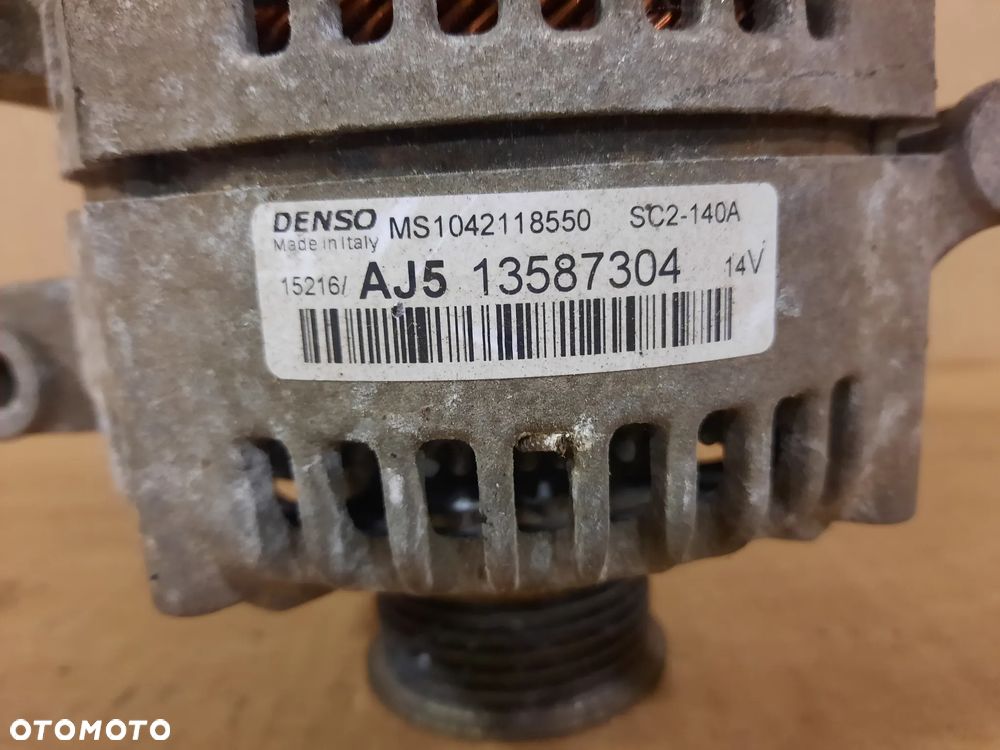 DENSO MS1042118550 SC2-140A
Made in Italy
15216/ AJ5 13587304 14V
OTOMOTO